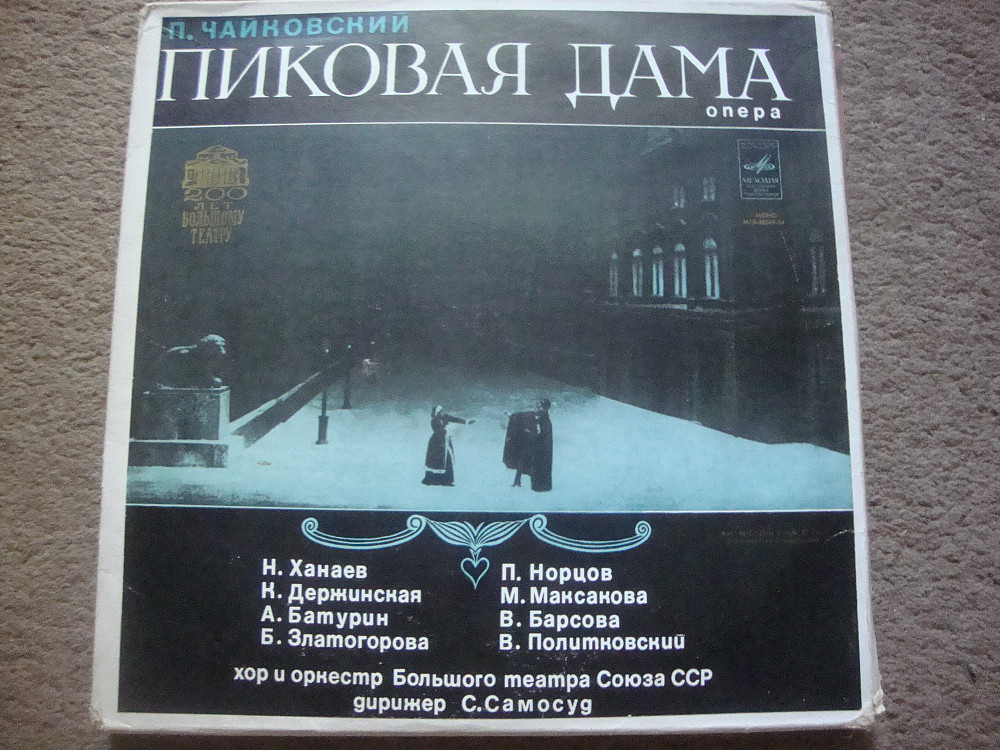 П. ЧАЙКОВСКИЙ
ПИКОВАЯ ДАМА
опера
200
ЛЕТ
БОЛЬШОМУ
ТЕАТРУ
МЕЛОДИЯ
МОНО
Н. Ханаев
К. Держинская
А. Батурин
Б. Златогорова
П. Норцов
М. Максакова
В. Барсова
В. Политковский
хор и оркестр Большого театра Союза ССР
дирижер С.Самосуд